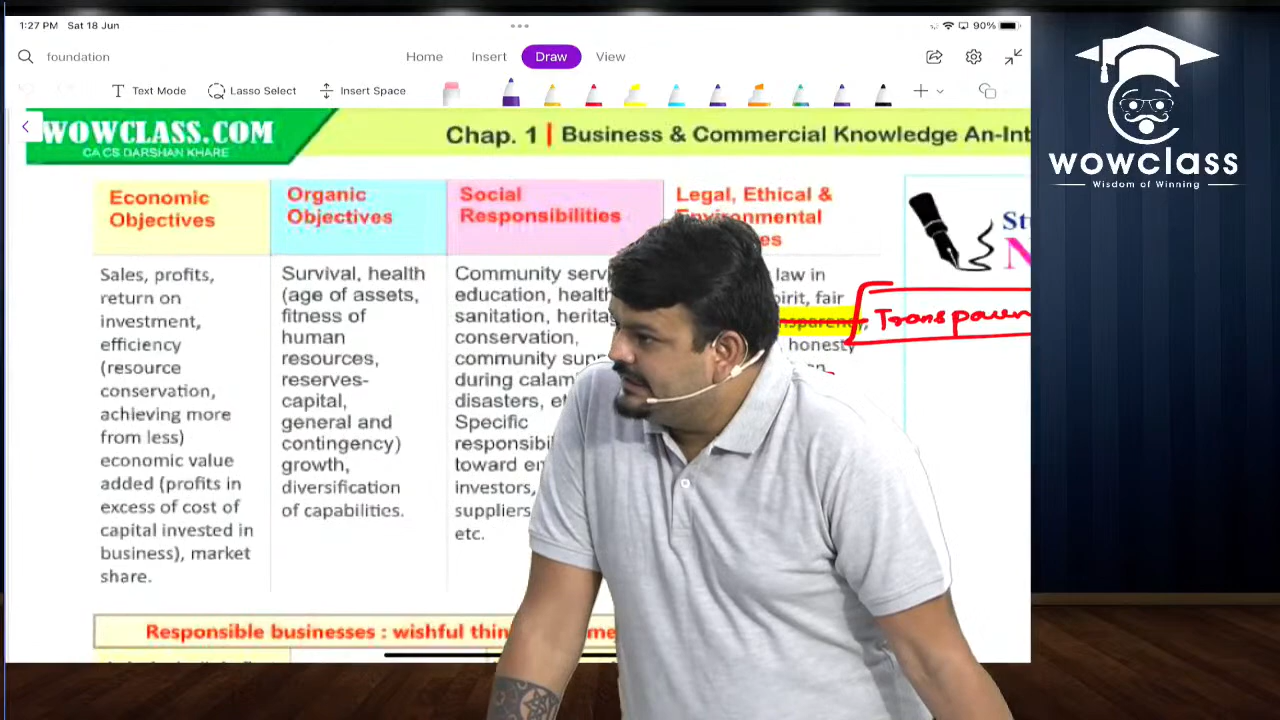 1:27 PM Sat 18 Jun
90%
foundation
Home Insert Draw View
Text Mode Lasso Select Insert Space
WOWCLASS.COM
CA CS DARSHAN KHARE
Chap. 1 | Business & Commercial Knowledge An-Int
wowclass
Wisdom of Winning
Economic
Objectives
Sales, profits,
return on
investment,
efficiency
(resource
conservation,
achieving more
from less)
economic value
added (profits in
excess of cost of
capital invested in
business), market
share.
Organic
Objectives
Survival, health
(age of assets,
fitness of
human
resources,
reserves-
capital,
general and
contingency)
growth,
diversification
of capabilities.
Social
Responsibilities
Community serv
education, health
sanitation, herita
conservation,
community sup
during calam
disasters, et
Specific
responsibil
toward em
investors,
suppliers
etc.
Legal, Ethical &
Environmental
law in
fair
honesty
Transparen
Responsible businesses : wishful thin